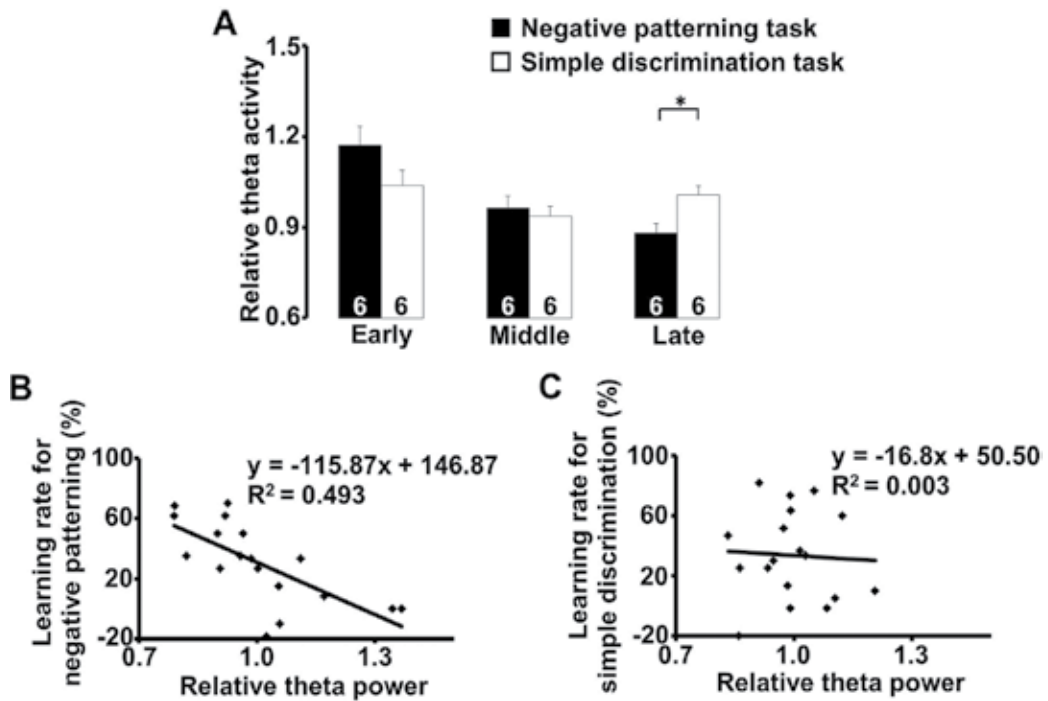 A
Negative patterning task
Simple discrimination task
Relative theta activity
1.5
1.2
0.9
0.6
*
6 6 6 6 6 6
Early Middle Late
B
Learning rate for
negative patterning (%)
100
60
20
-20
y = -115.87x + 146.87
R² = 0.493
0.7 1.0 1.3
Relative theta power
C
Learning rate for
simple discrimination (%)
100
60
20
-20
y = -16.8x + 50.50
R² = 0.003
0.7 1.0 1.3
Relative theta power